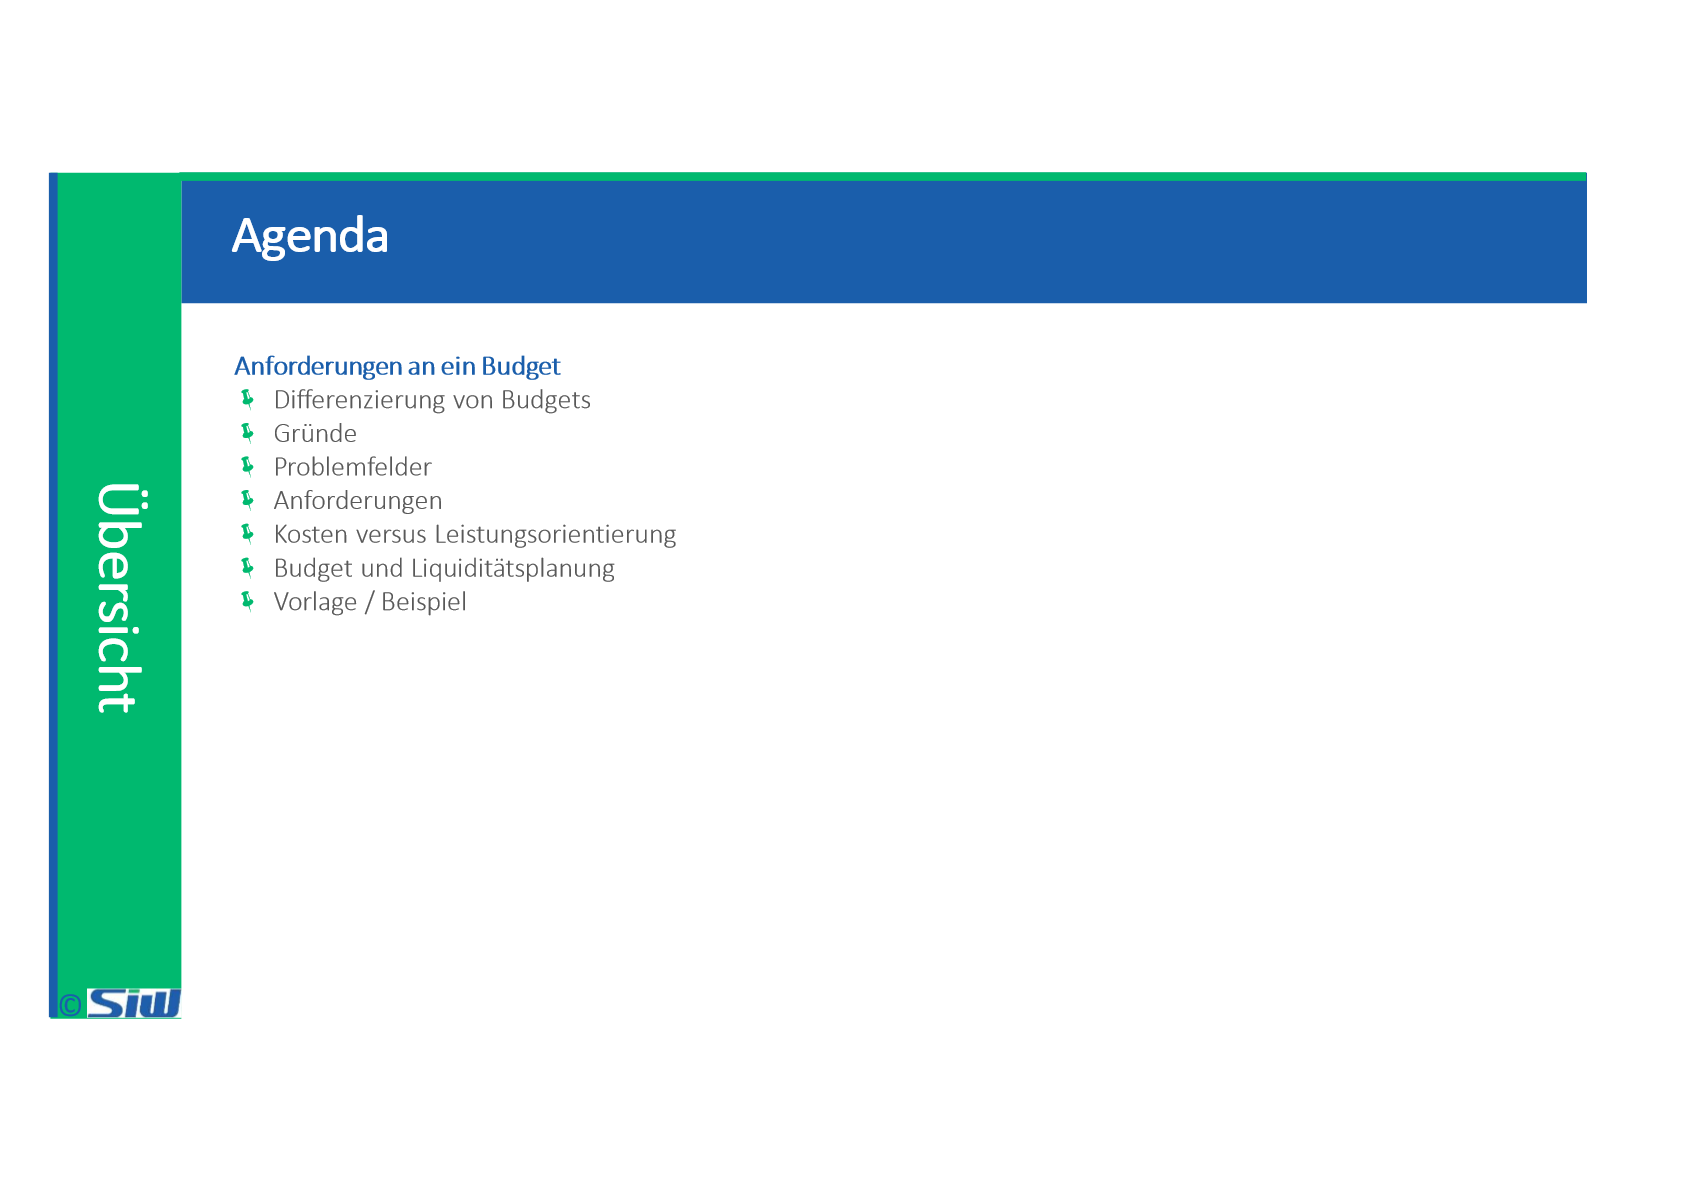 Agenda
Anforderungen an ein Budget
Differenzierung von Budgets
Gründe
Problemfelder
Anforderungen
Kosten versus Leistungsorientierung
Budget und Liquiditätsplanung
Vorlage / Beispiel
Übersicht
© SiW